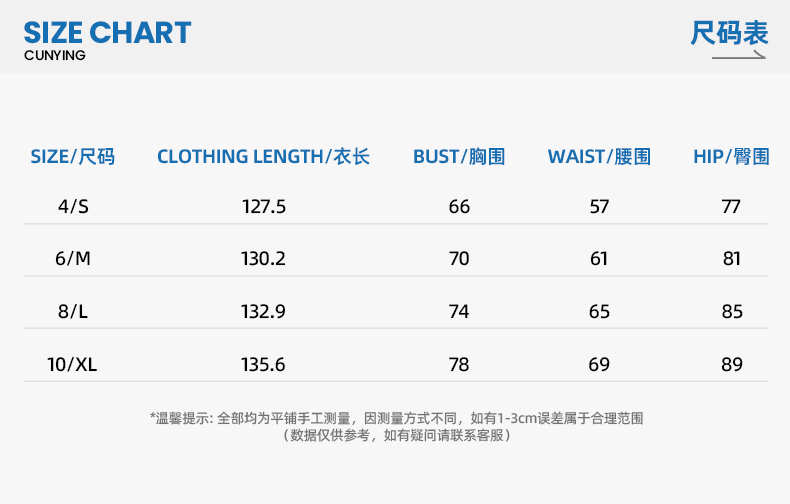 SIZE CHART
尺码表
CUNYING
SIZE/尺码 CLOTHING LENGTH/衣长 BUST/胸围 WAIST/腰围 HIP/臀围
4/S 127.5 66 57 77
6/M 130.2 70 61 81
8/L 132.9 74 65 85
10/XL 135.6 78 69 89
*温馨提示: 全部均为平铺手工测量，因测量方式不同，如有1-3cm误差属于合理范围
（数据仅供参考，如有疑问请联系客服）